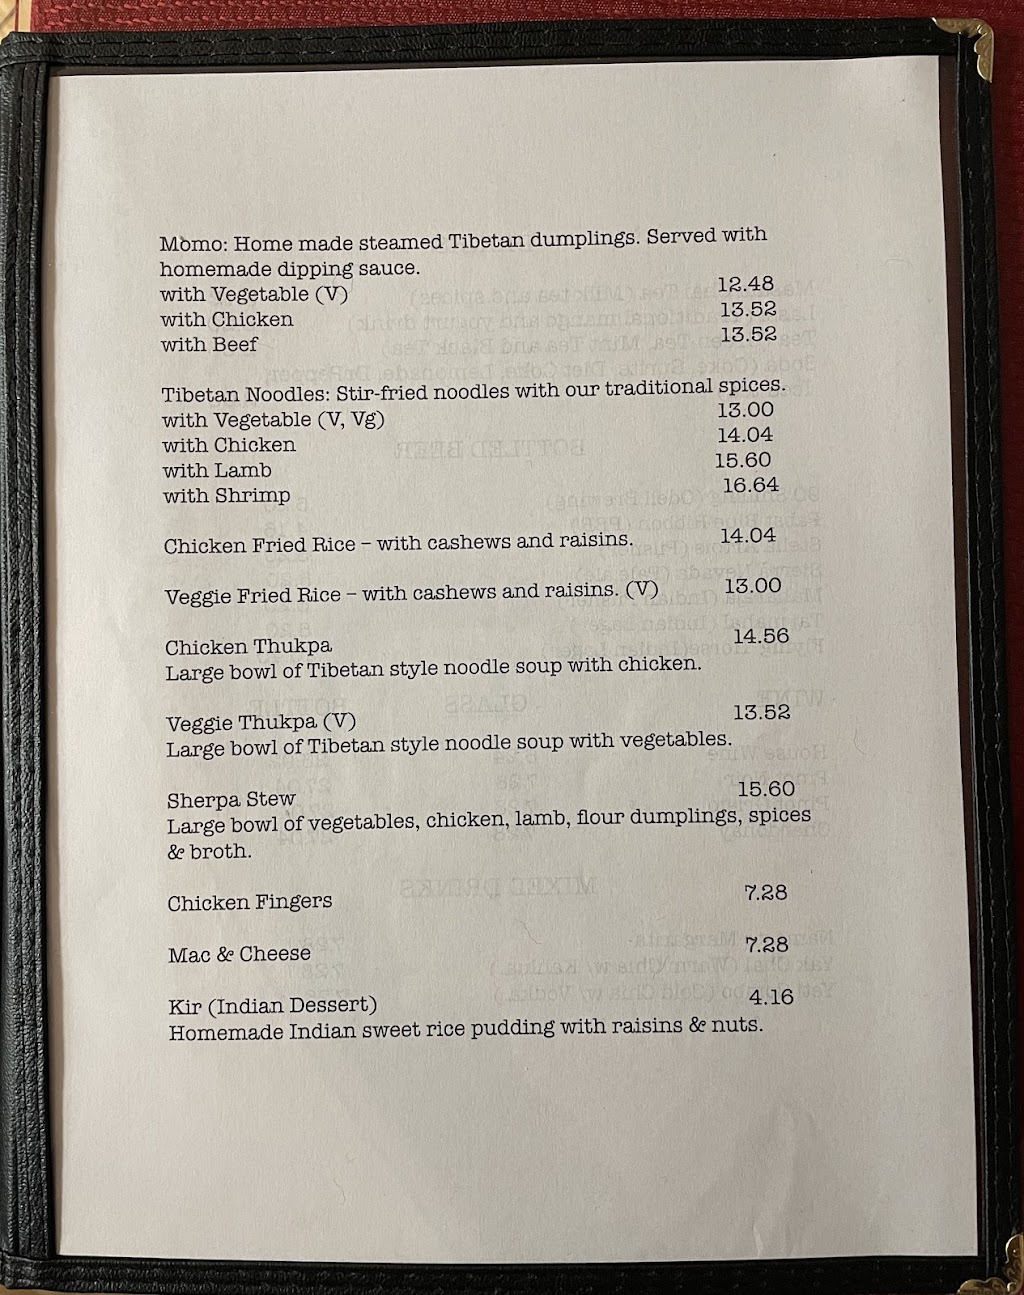 Momo: Home made steamed Tibetan dumplings. Served with
homemade dipping sauce.
with Vegetable (V) 12.48
with Chicken 13.52
with Beef 13.52
Tibetan Noodles: Stir-fried noodles with our traditional spices.
with Vegetable (V, Vg) 13.00
with Chicken 14.04
with Lamb 15.60
with Shrimp 16.64
Chicken Fried Rice – with cashews and raisins. 14.04
Veggie Fried Rice – with cashews and raisins. (V) 13.00
Chicken Thukpa 14.56
Large bowl of Tibetan style noodle soup with chicken.
Veggie Thukpa (V) 13.52
Large bowl of Tibetan style noodle soup with vegetables.
Sherpa Stew 15.60
Large bowl of vegetables, chicken, lamb, flour dumplings, spices
& broth.
Chicken Fingers 7.28
Mac & Cheese 7.28
Kir (Indian Dessert) 4.16
Homemade Indian sweet rice pudding with raisins & nuts.